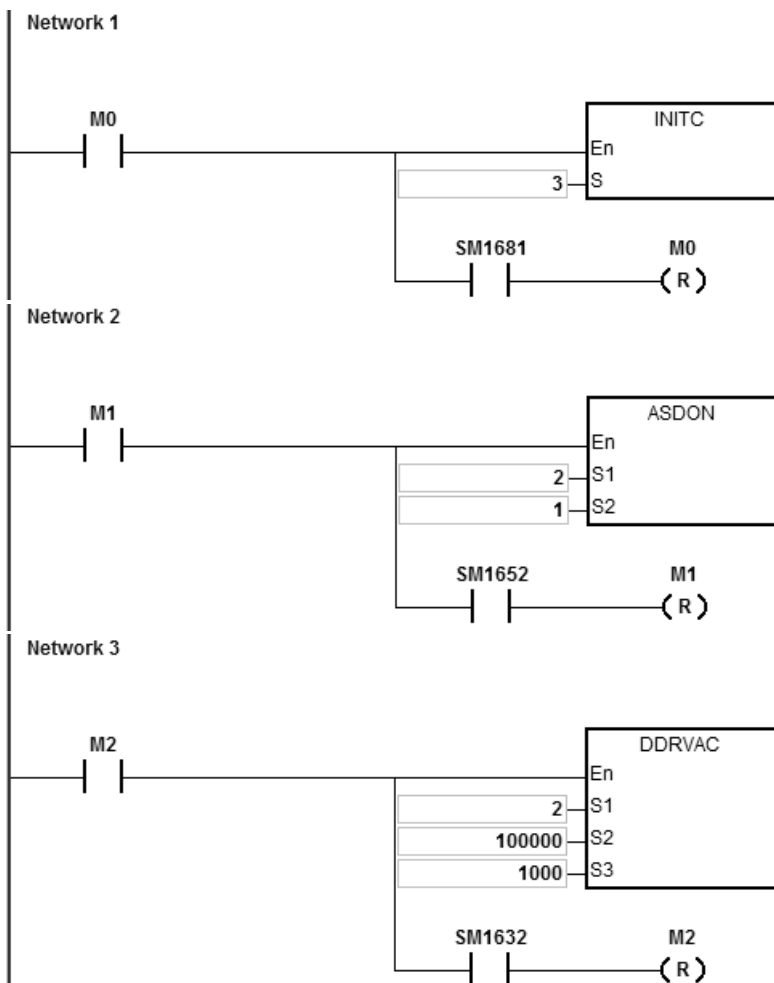 Network 1
M0
INITC
En
3 S
SM1681 M0
( R )
Network 2
M1
ASDON
En
2 S1
1 S2
SM1652 M1
( R )
Network 3
M2
DDRVAC
En
2 S1
100000 S2
1000 S3
SM1632 M2
( R )